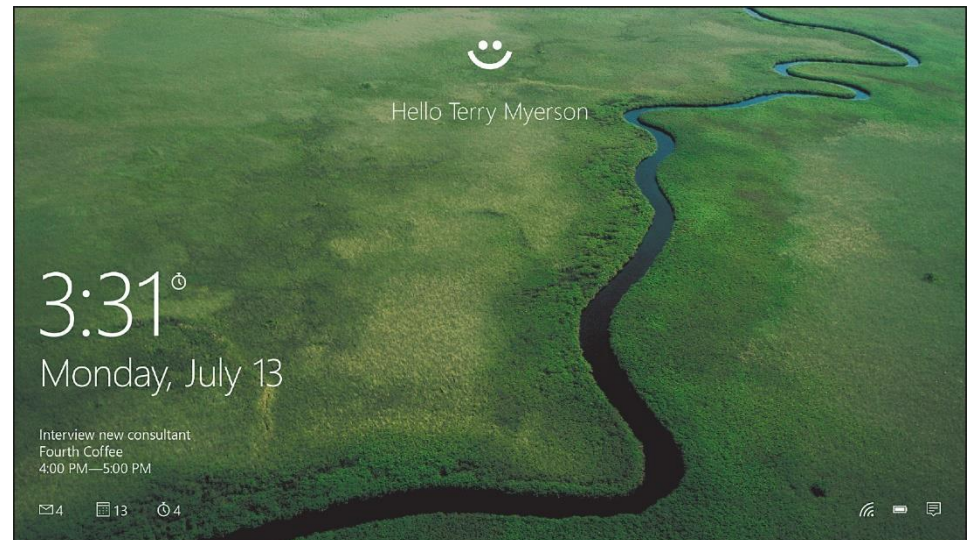 Hello Terry Myerson
3:31
Monday, July 13
Interview new consultant
Fourth Coffee
4:00 PM—5:00 PM
4 13 4